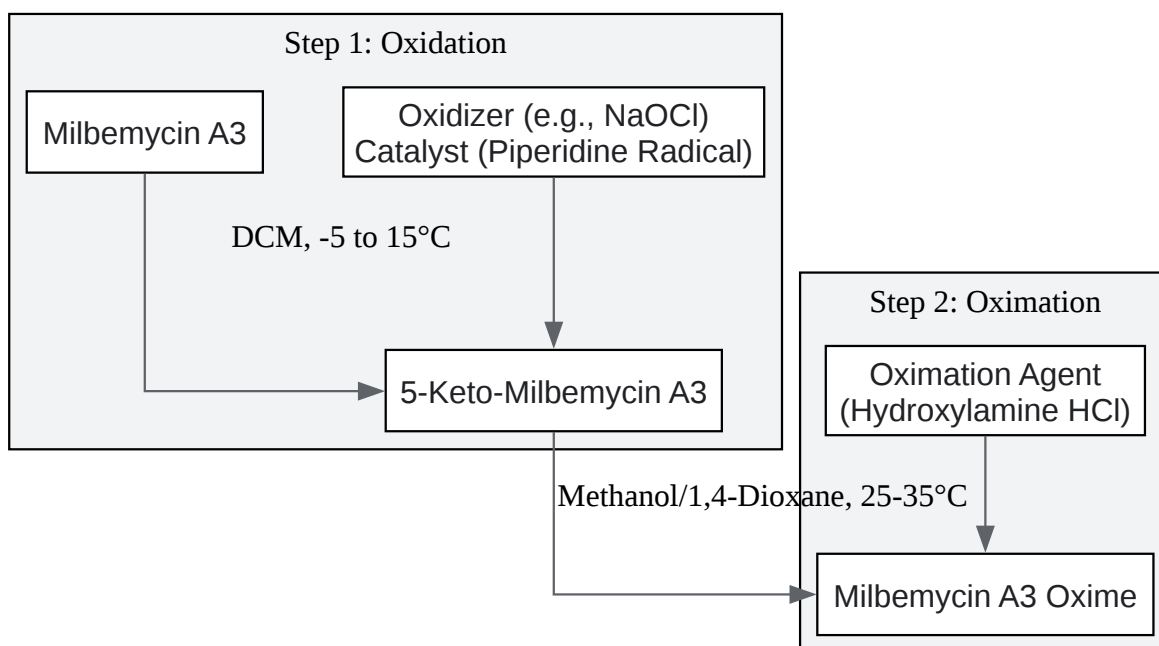 Step 1: Oxidation
Milbemycin A3
Oxidizer (e.g., NaOCl)
Catalyst (Piperidine Radical)
DCM, -5 to 15°C
5-Keto-Milbemycin A3
Step 2: Oximation
Oximation Agent
(Hydroxylamine HCl)
Methanol/1,4-Dioxane, 25-35°C
Milbemycin A3 Oxime